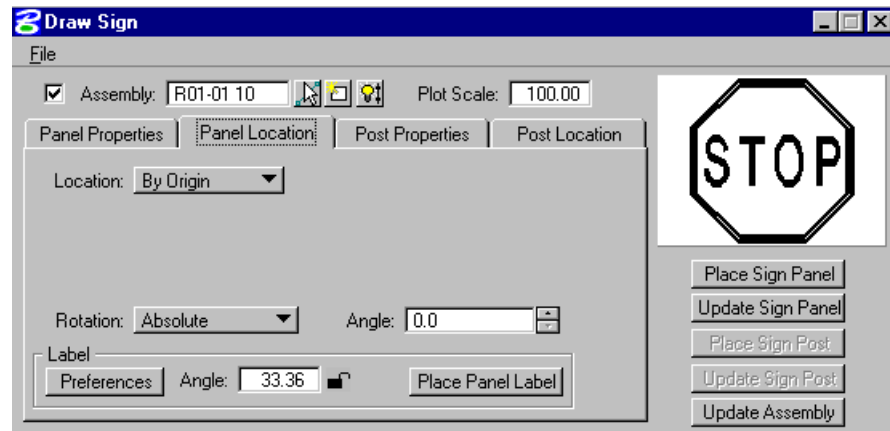 Draw Sign
File
Assembly: R01-01 10 Plot Scale: 100.00
Panel Properties Panel Location Post Properties Post Location
Location: By Origin
Rotation: Absolute Angle: 0.0
Label
Preferences Angle: 33.36 Place Panel Label
STOP
Place Sign Panel
Update Sign Panel
Place Sign Post
Update Sign Post
Update Assembly